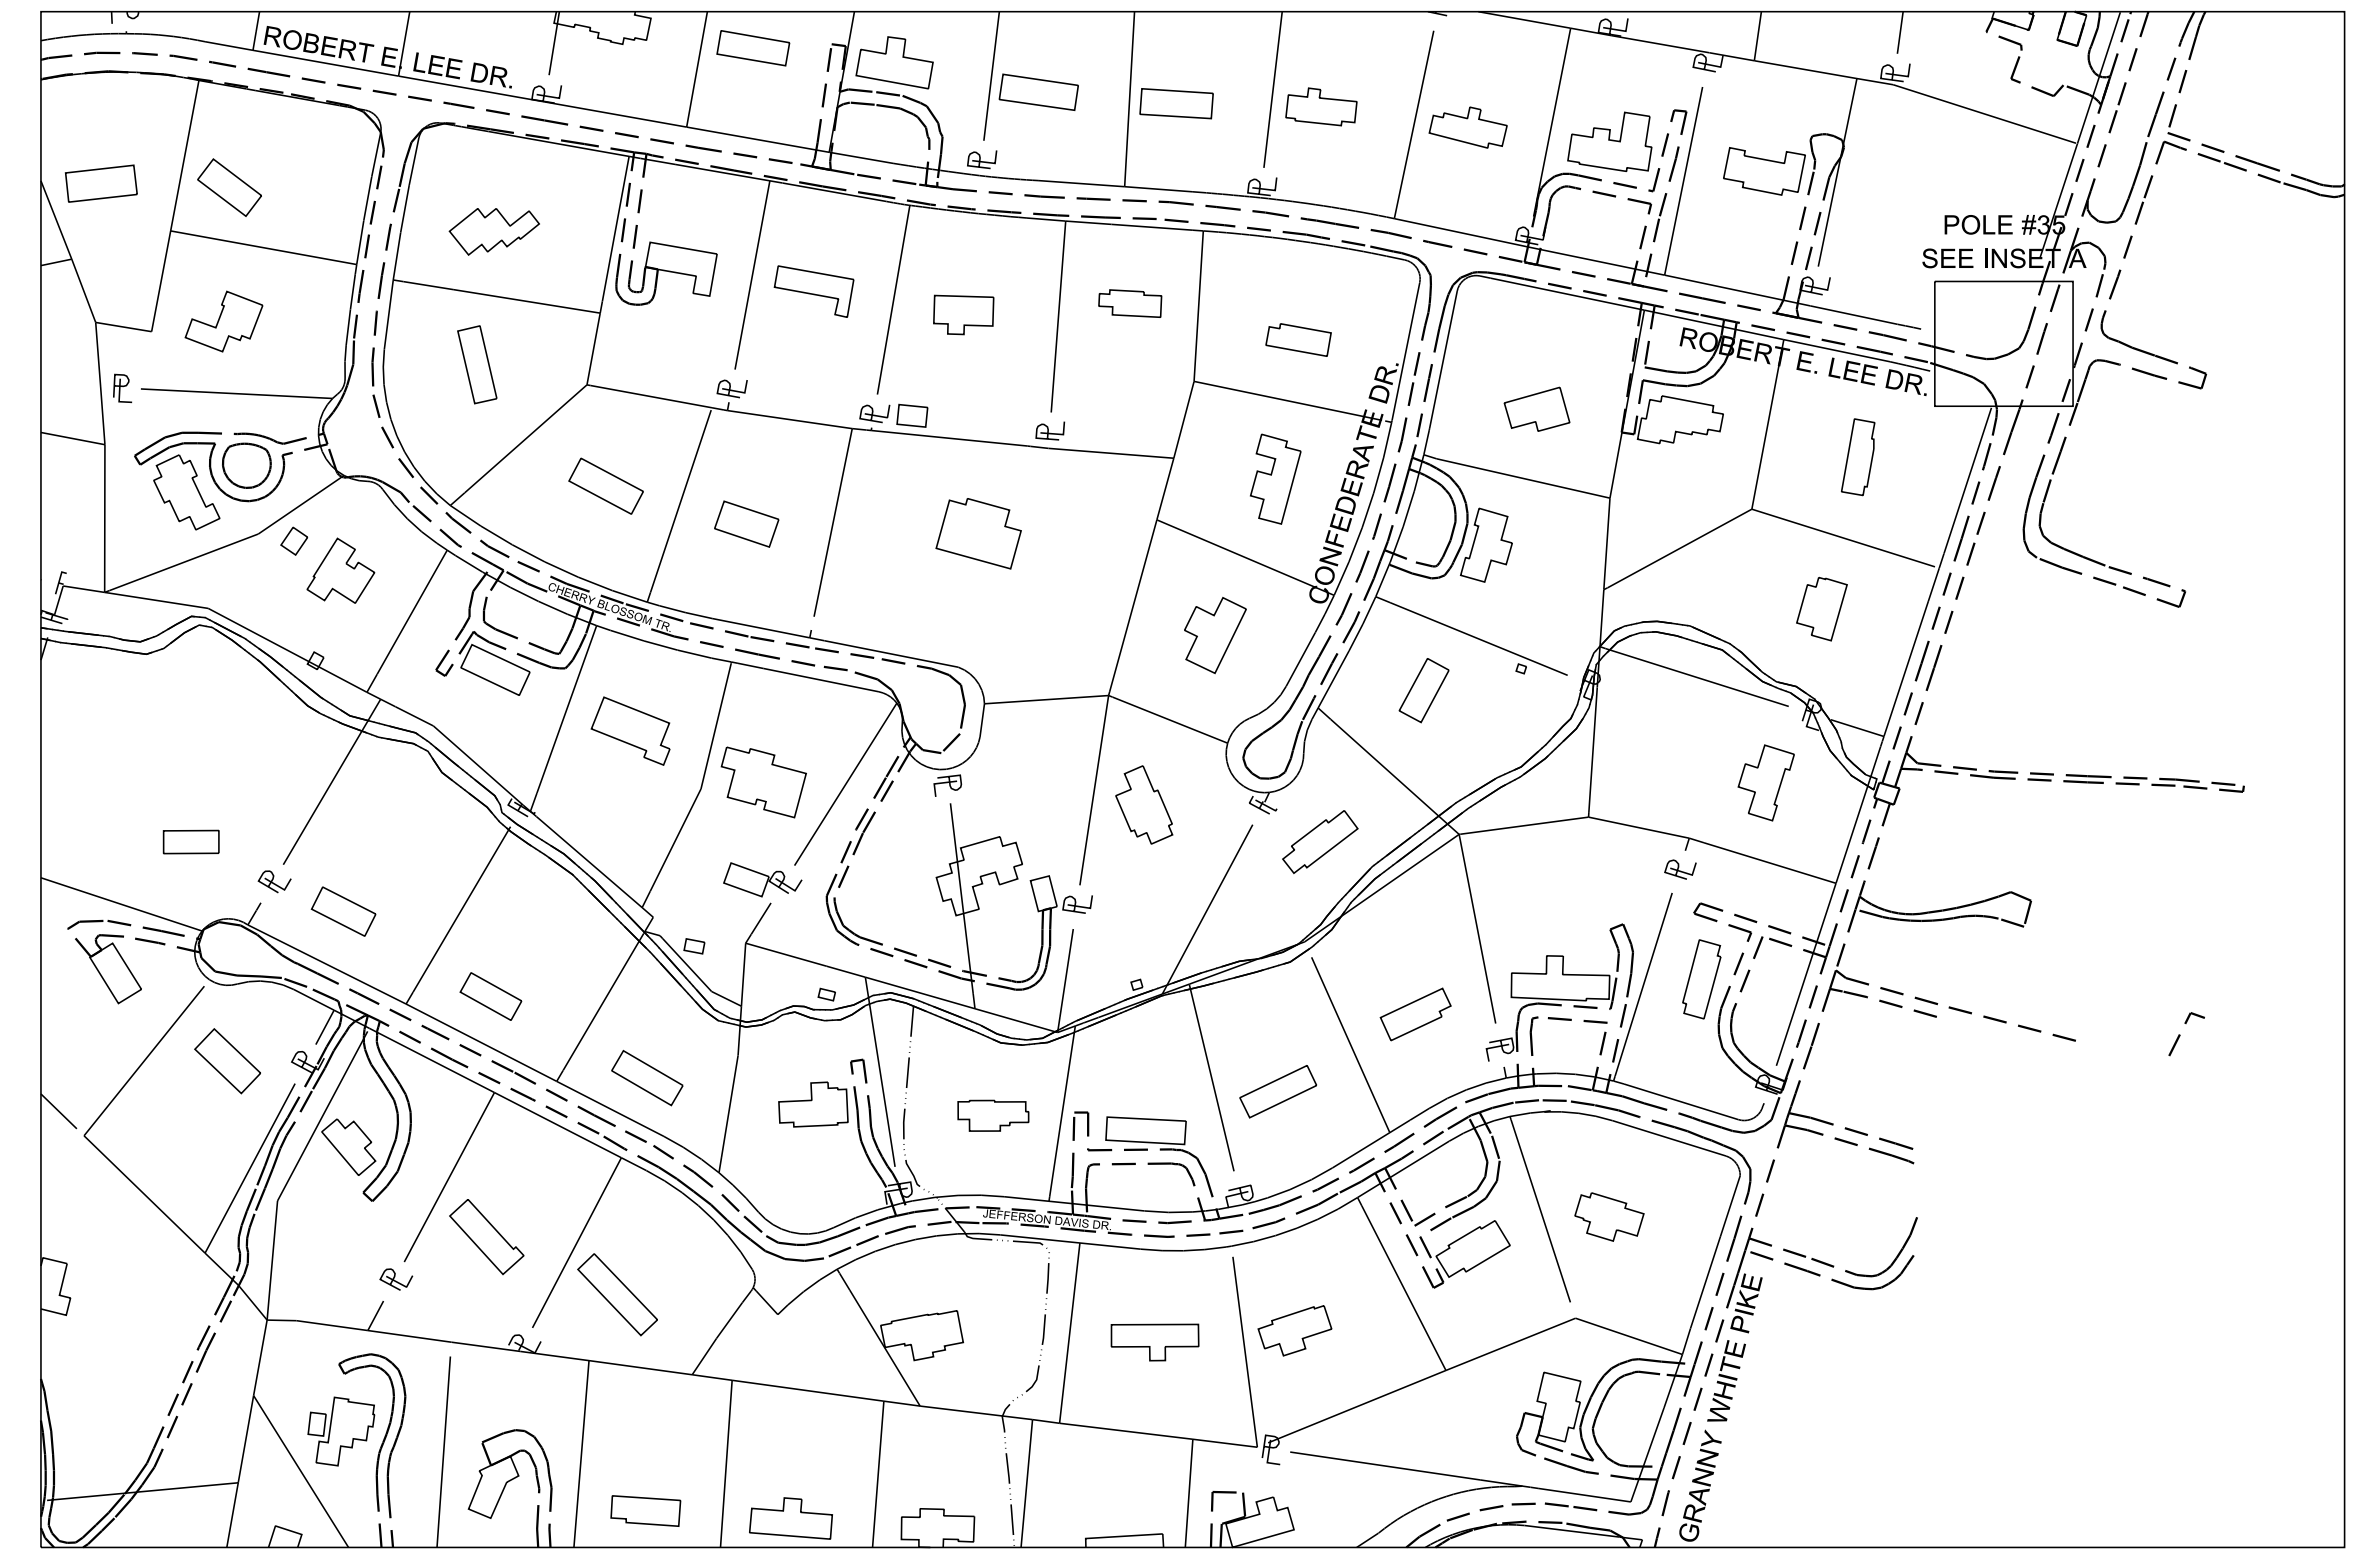 ROBERT E. LEE DR.
POLE #35
SEE INSET A
ROBERT E. LEE DR.
CONFEDERATE DR.
CHERRY BLOSSOM TR.
JEFFERSON DAVIS DR.
GRANNY WHITE PIKE